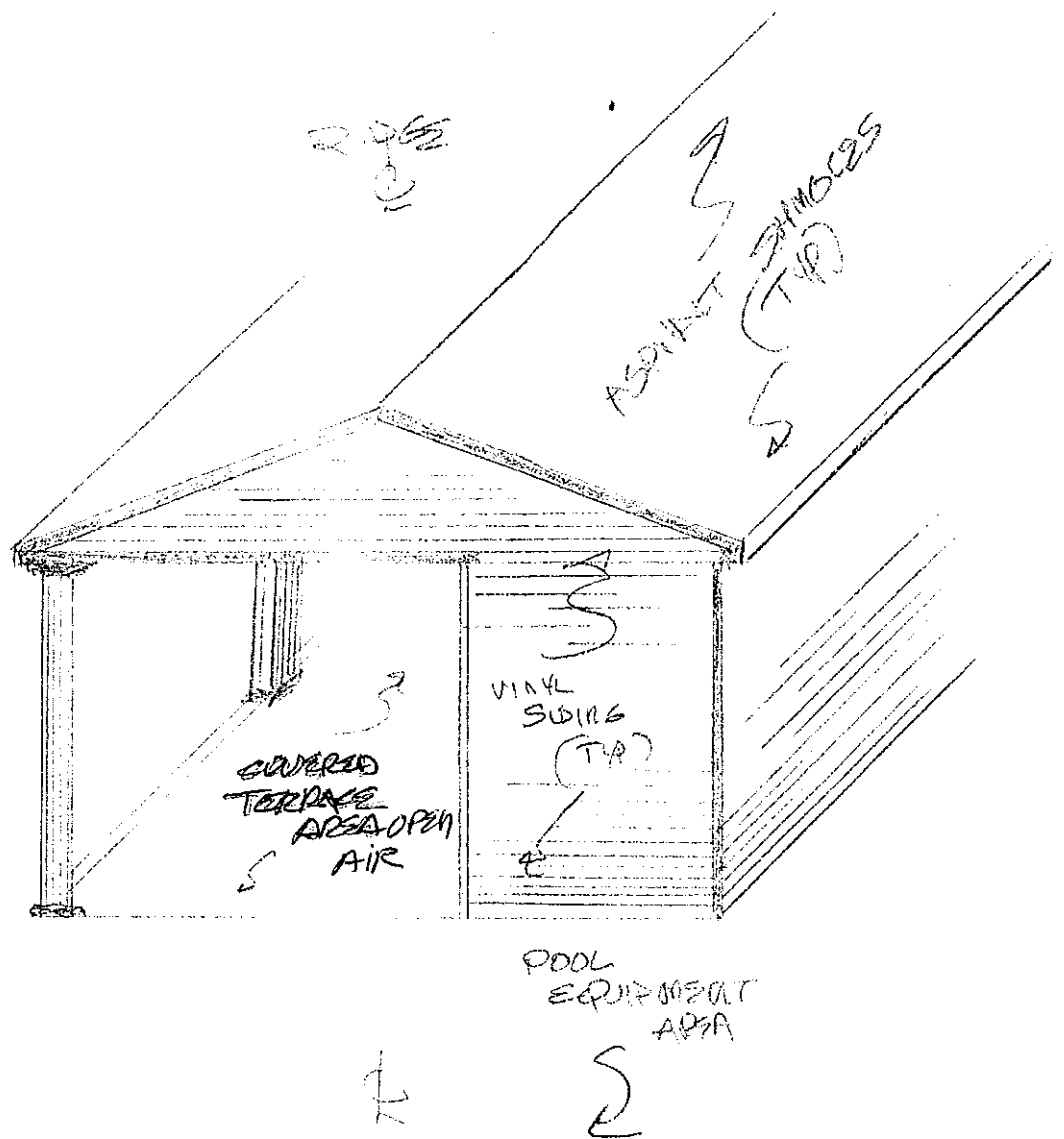 RIDGE
ASPHALT SHINGLES
(TYP)
VINYL
SIDING
(TYP)
COVERED
TERRACE
AREA OPEN
AIR
POOL
EQUIPMENT
AREA